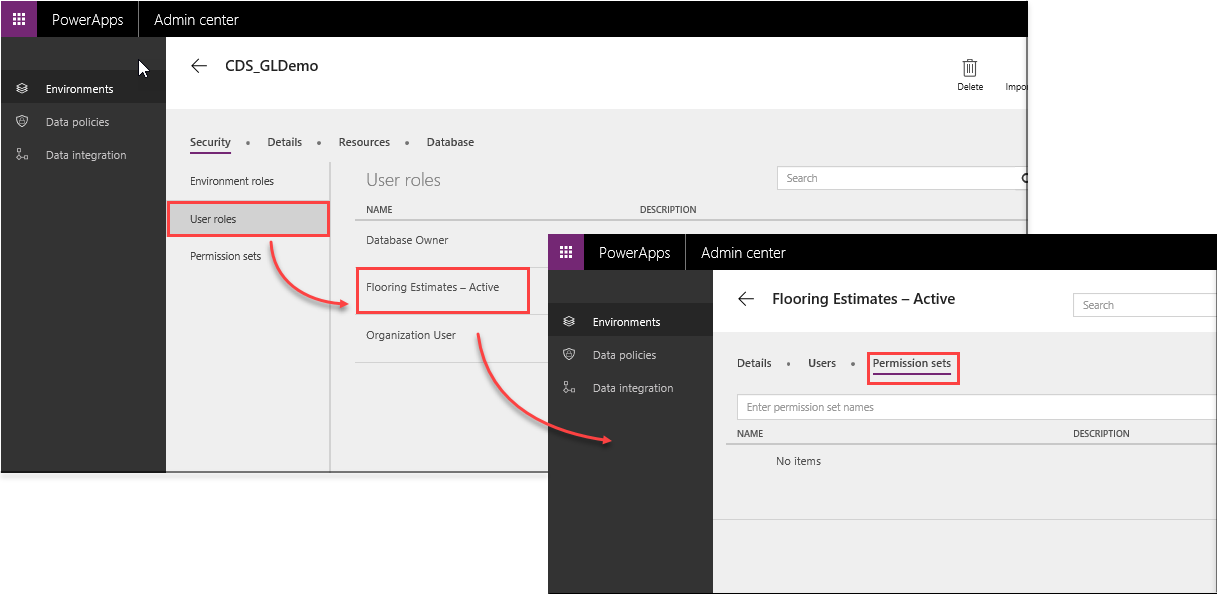 PowerApps Admin center
CDS_GLDemo
Delete
Environments
Data policies
Data integration
Security • Details • Resources • Database
Environment roles
User roles
Permission sets
User roles
Search
NAME DESCRIPTION
Database Owner
Flooring Estimates – Active
Organization User
PowerApps Admin center
Flooring Estimates – Active
Search
Environments
Data policies
Data integration
Details • Users • Permission sets
Enter permission set names
NAME DESCRIPTION
No items